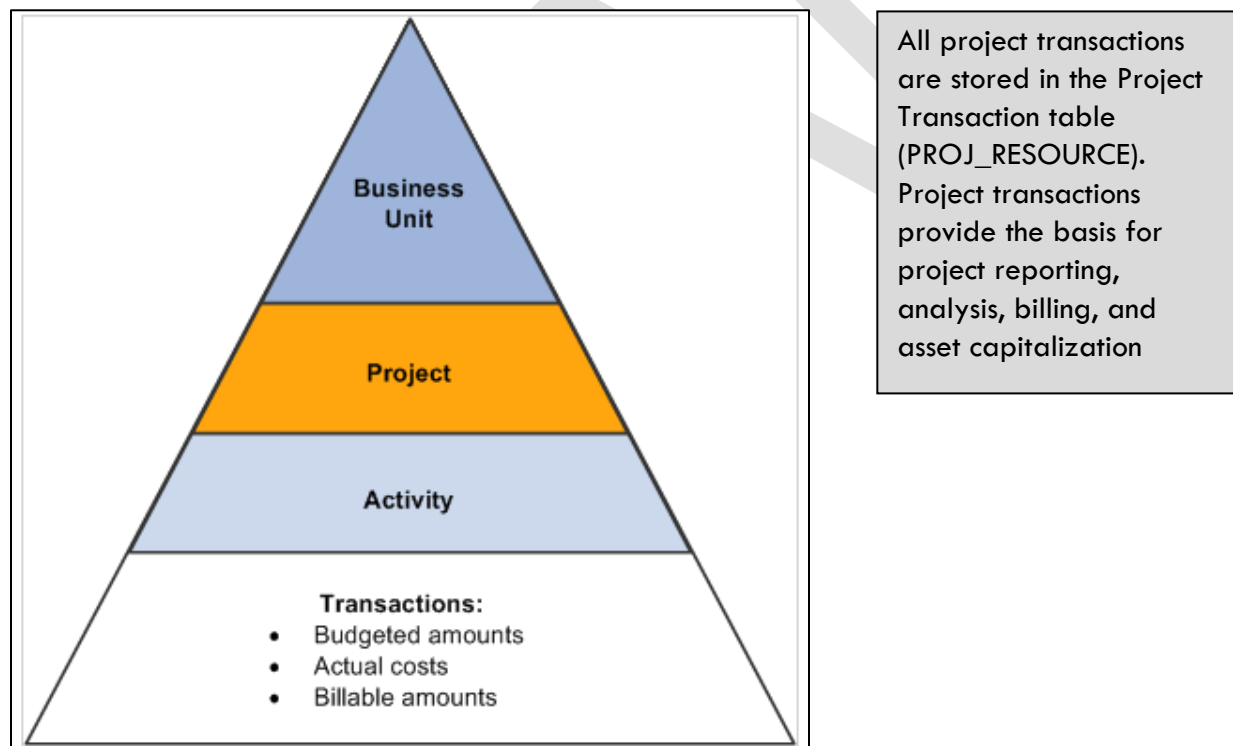 Business
Unit
Project
Activity
Transactions:
• Budgeted amounts
• Actual costs
• Billable amounts
All project transactions
are stored in the Project
Transaction table
(PROJ_RESOURCE).
Project transactions
provide the basis for
project reporting,
analysis, billing, and
asset capitalization